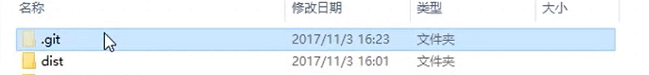 名称 修改日期 类型 大小
.git 2017/11/3 16:23 文件夹
dist 2017/11/3 16:01 文件夹